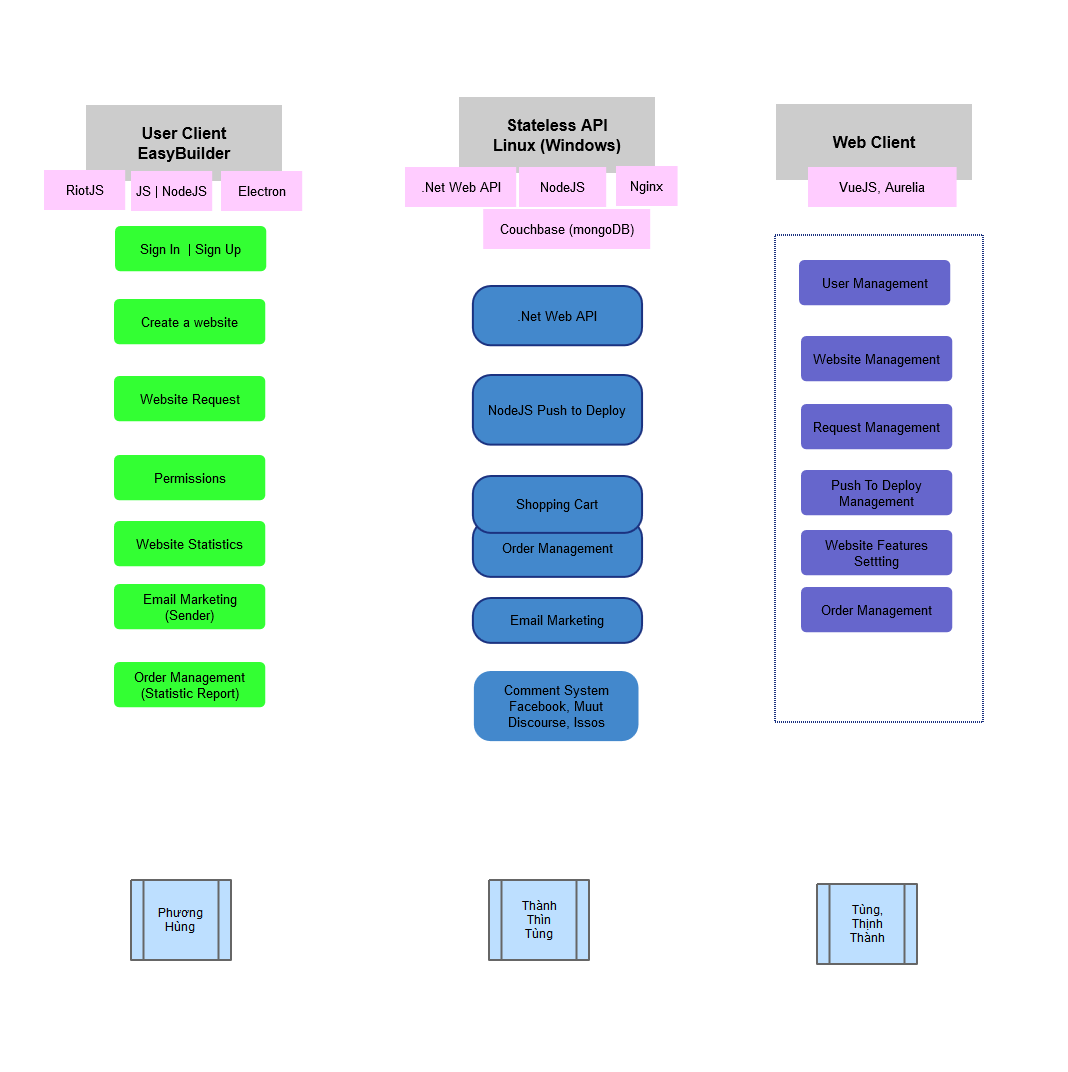 User Client
EasyBuilder
RiotJS
JS | NodeJS
Electron
Sign In | Sign Up
Create a website
Website Request
Permissions
Website Statistics
Email Marketing
(Sender)
Order Management
(Statistic Report)
Phương
Hùng
Stateless API
Linux (Windows)
.Net Web API
NodeJS
Nginx
Couchbase (mongoDB)
.Net Web API
NodeJS Push to Deploy
Shopping Cart
Order Management
Email Marketing
Comment System
Facebook, Muut
Discourse, Issos
Thành
Thìn
Tùng
Web Client
VueJS, Aurelia
User Management
Website Management
Request Management
Push To Deploy
Management
Website Features
Settting
Order Management
Tùng,
Thịnh
Thành